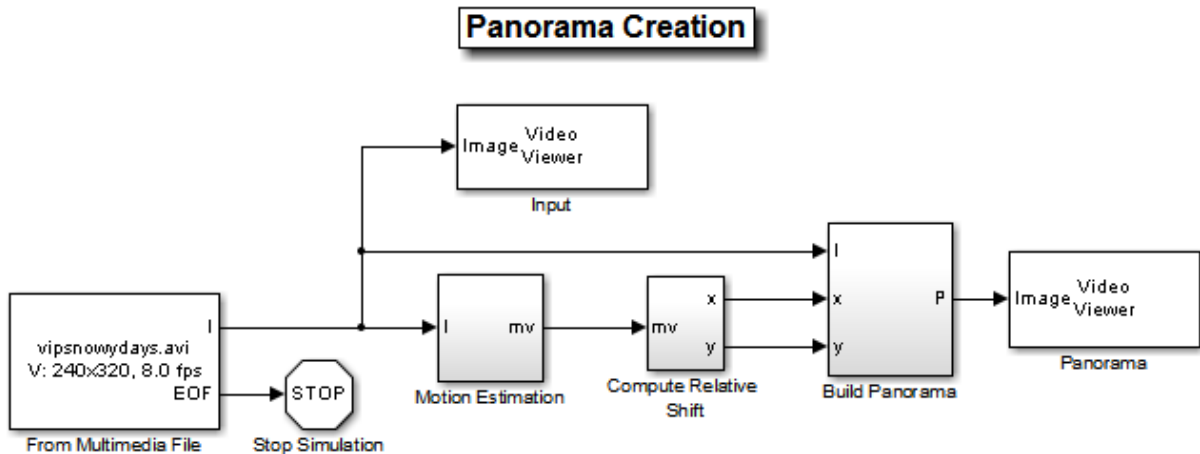 Panorama Creation
Image
Video
Viewer
Input
I
vipsnowydays.avi
V: 240x320, 8.0 fps
EOF
From Multimedia File
STOP
Stop Simulation
I
mv
Motion Estimation
mv
x
y
Compute Relative
Shift
I
x
y
P
Build Panorama
Image
Video
Viewer
Panorama